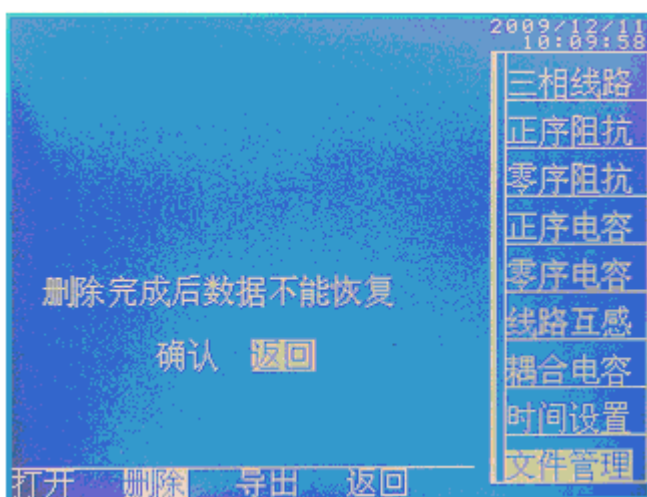 2009/12/11
10:09:58
三相线路
正序阻抗
零序阻抗
正序电容
零序电容
线路互感
耦合电容
时间设置
文件管理
删除完成后数据不能恢复
确认 返回
打开 删除 导出 返回